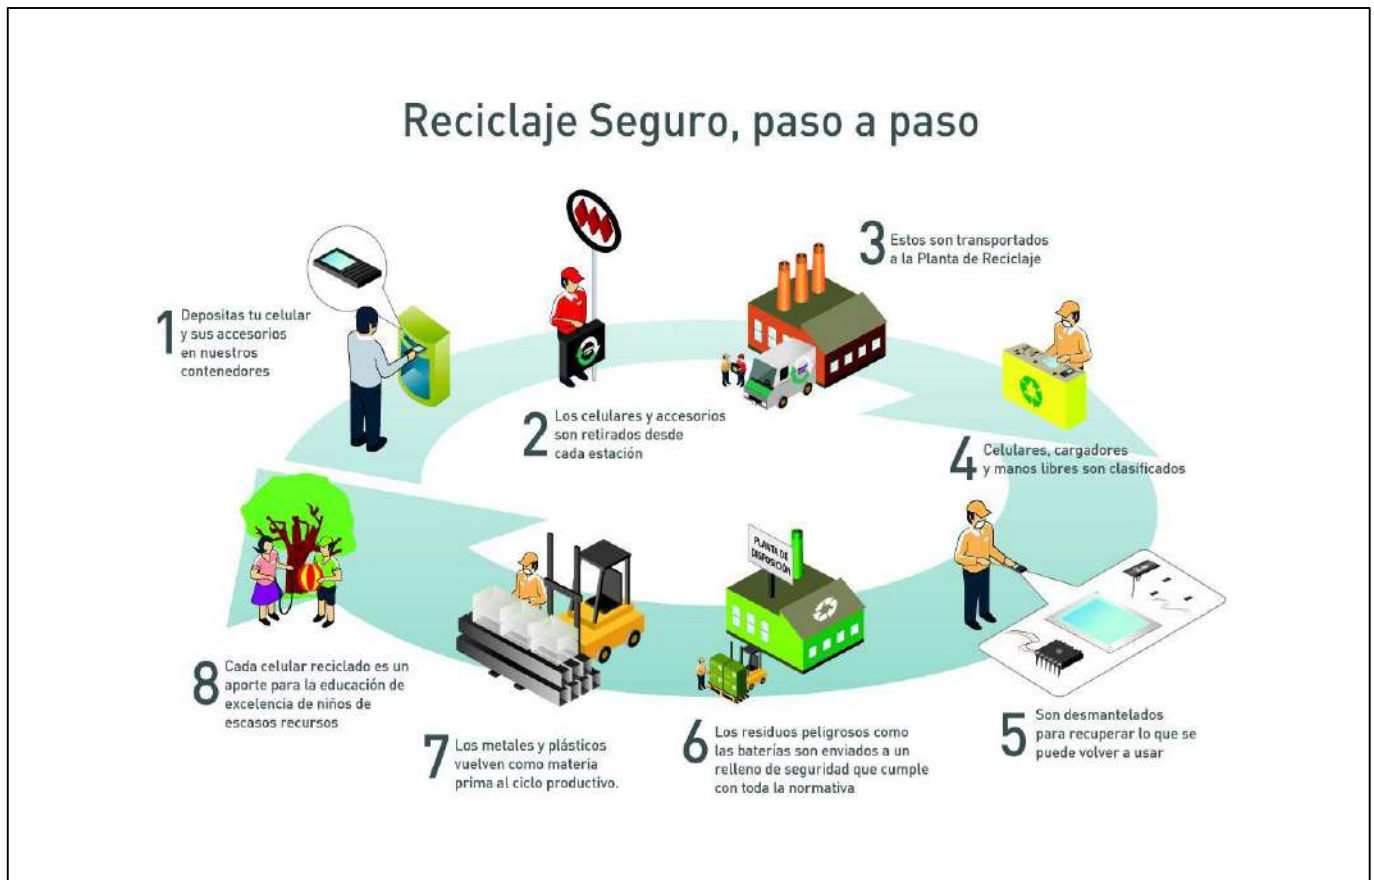 Reciclaje Seguro, paso a paso
1 Depositas tu celular
y sus accesorios
en nuestros
contenedores
2 Los celulares y accesorios
son retirados desde
cada estación
3 Estos son transportados
a la Planta de Reciclaje
4 Celulares, cargadores
y manos libres son clasificados
5 Son desmantelados
para recuperar lo que se
puede volver a usar
PLANTA DE
DISPOSICIÓN
6 Los residuos peligrosos como
las baterías son enviados a un
relleno de seguridad que cumple
con toda la normativa
7 Los metales y plásticos
vuelven como materia
prima al ciclo productivo.
8 Cada celular reciclado es un
aporte para la educación de
excelencia de niños de
escasos recursos